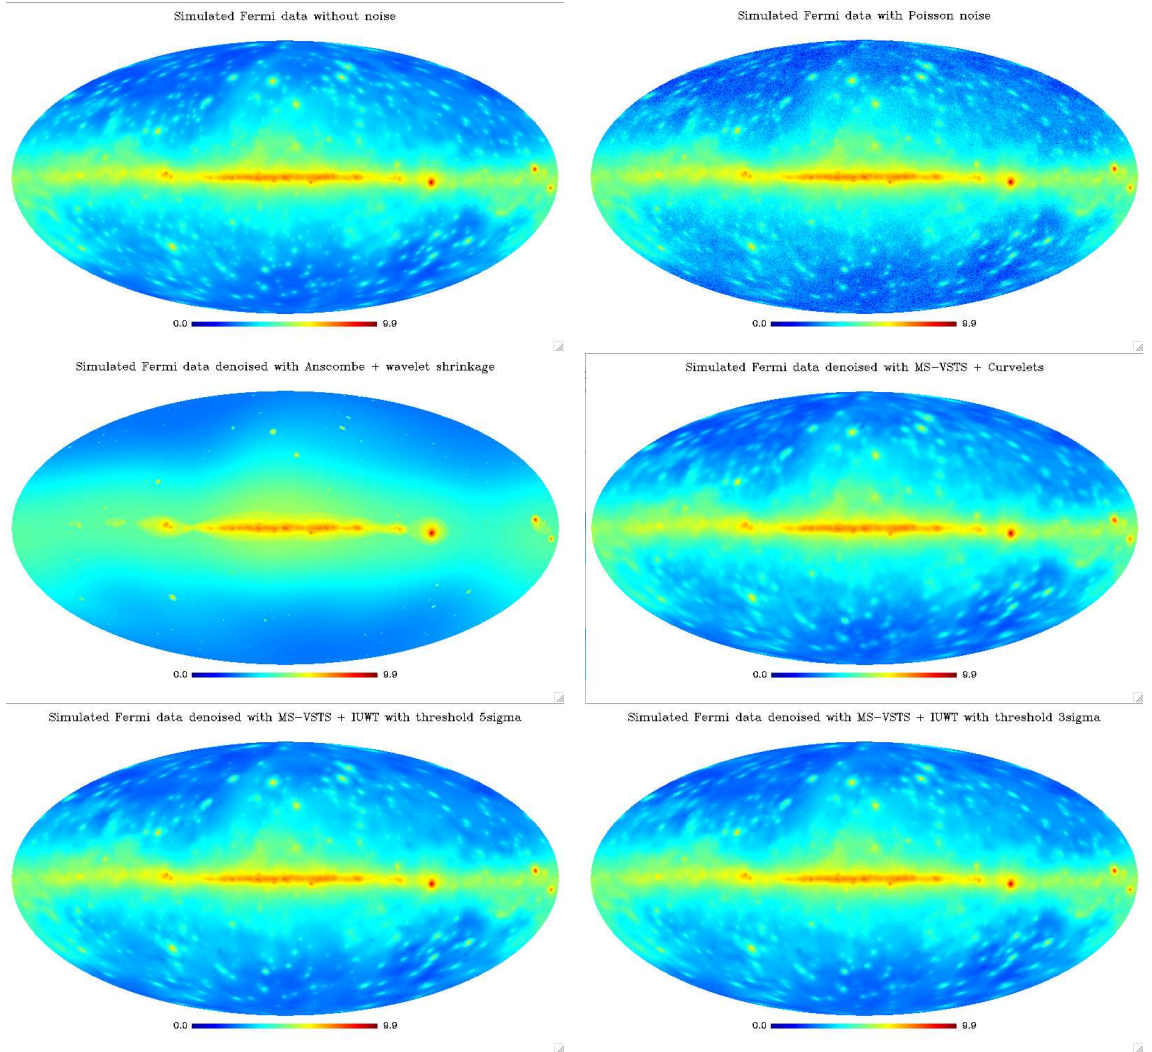 Simulated Fermi data without noise
0.0 9.9
Simulated Fermi data with Poisson noise
0.0 9.9
Simulated Fermi data denoised with Anscombe + wavelet shrinkage
0.0 9.9
Simulated Fermi data denoised with MS-VSTS + Curvelets
0.0 9.9
Simulated Fermi data denoised with MS-VSTS + IUWT with threshold 5sigma
0.0 9.9
Simulated Fermi data denoised with MS-VSTS + IUWT with threshold 3sigma
0.0 9.9